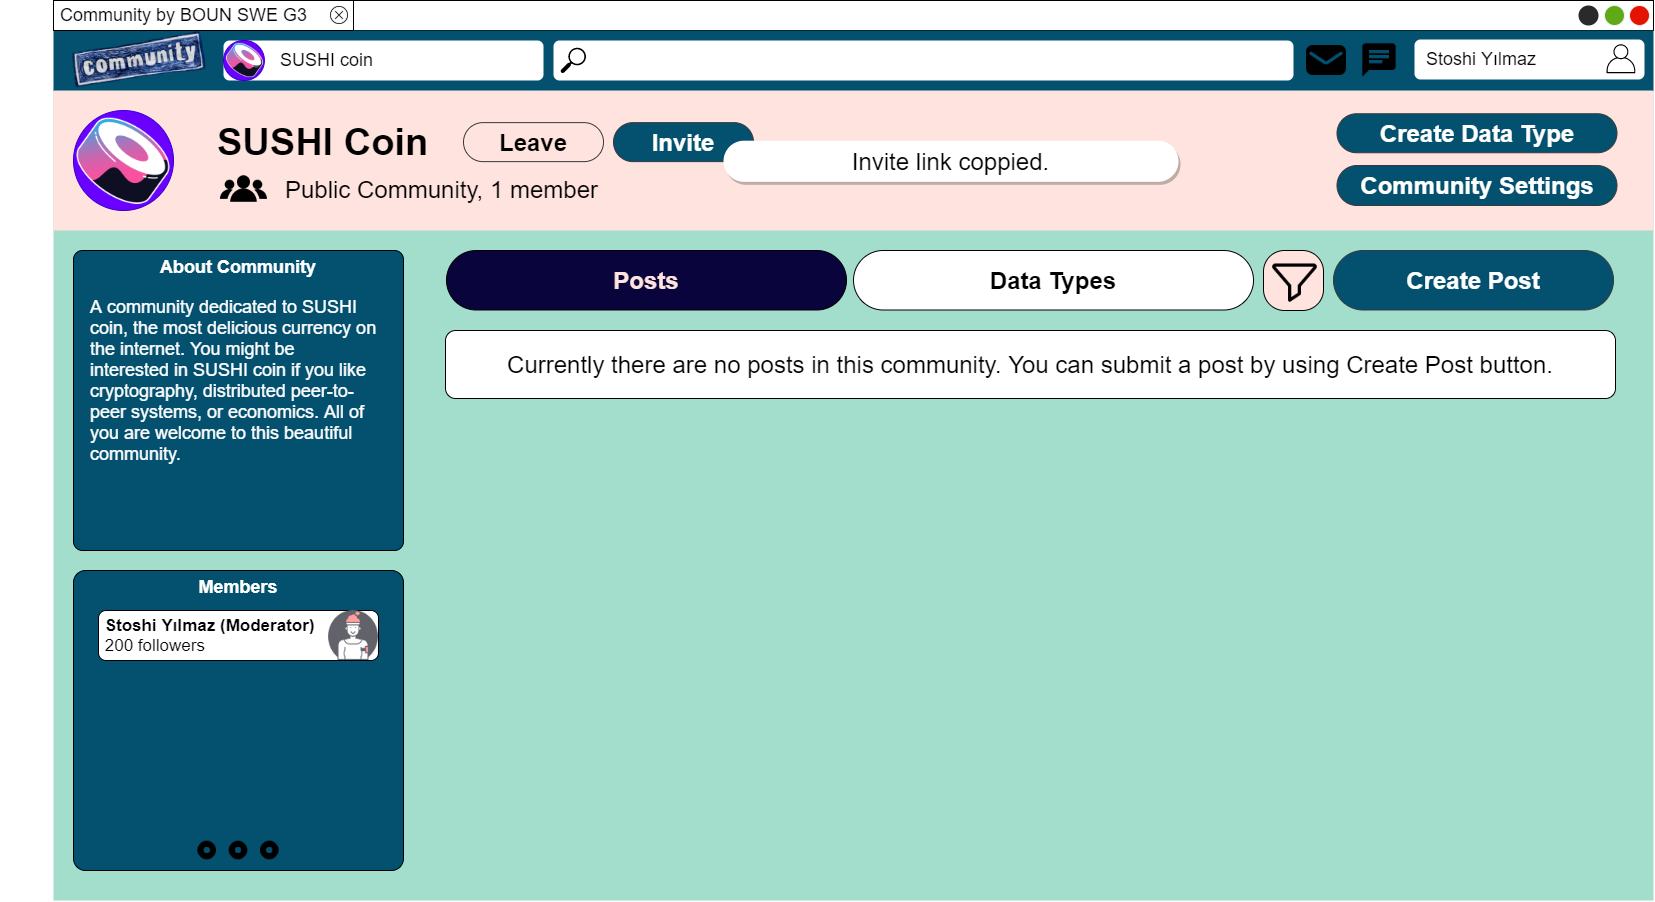 Community by BOUN SWE G3
community
SUSHI coin
Stoshi Yılmaz
SUSHI Coin
Leave
Invite
Invite link coppied.
Public Community, 1 member
Create Data Type
Community Settings
About Community
A community dedicated to SUSHI
coin, the most delicious currency on
the internet. You might be
interested in SUSHI coin if you like
cryptography, distributed peer-to-
peer systems, or economics. All of
you are welcome to this beautiful
community.
Posts
Data Types
Create Post
Currently there are no posts in this community. You can submit a post by using Create Post button.
Members
Stoshi Yılmaz (Moderator)
200 followers